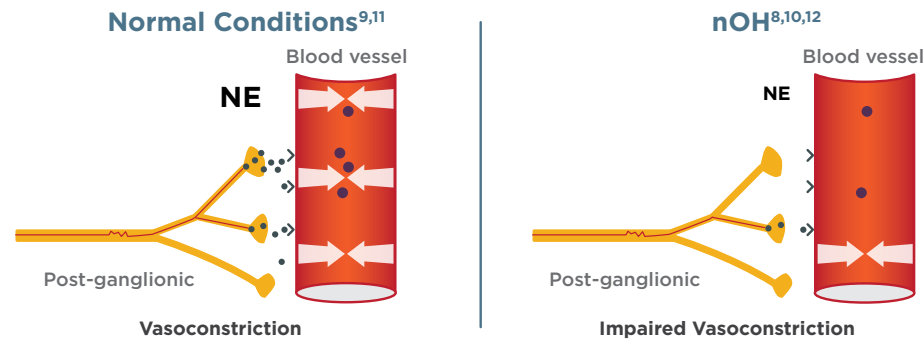 Normal Conditions9,11
Blood vessel
NE
Post-ganglionic
Vasoconstriction
nOH8,10,12
Blood vessel
NE
Post-ganglionic
Impaired Vasoconstriction